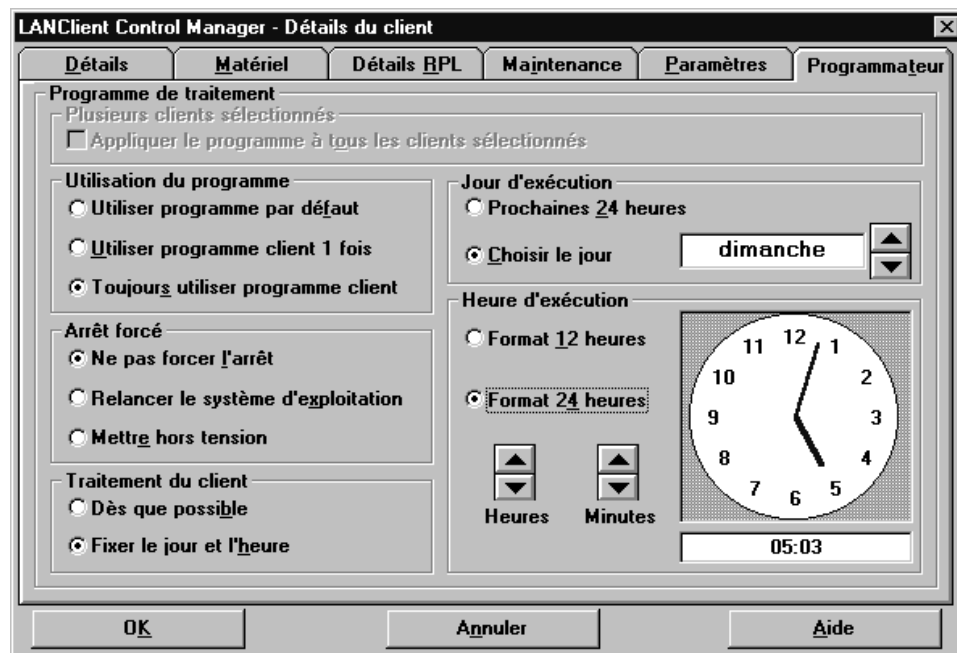 LANClient Control Manager - Détails du client
Détails
Matériel
Détails RPL
Maintenance
Paramètres
Programmateur
Programme de traitement
Plusieurs clients sélectionnés
Appliquer le programme à tous les clients sélectionnés
Utilisation du programme
Utiliser programme par défaut
Utiliser programme client 1 fois
Toujours utiliser programme client
Arrêt forcé
Ne pas forcer l'arrêt
Relancer le système d'exploitation
Mettre hors tension
Traitement du client
Dès que possible
Fixer le jour et l'heure
Jour d'exécution
Prochaines 24 heures
Choisir le jour
dimanche
Heure d'exécution
Format 12 heures
Format 24 heures
Heures
Minutes
12
1
2
3
4
5
6
7
8
9
10
11
05:03
OK
Annuler
Aide